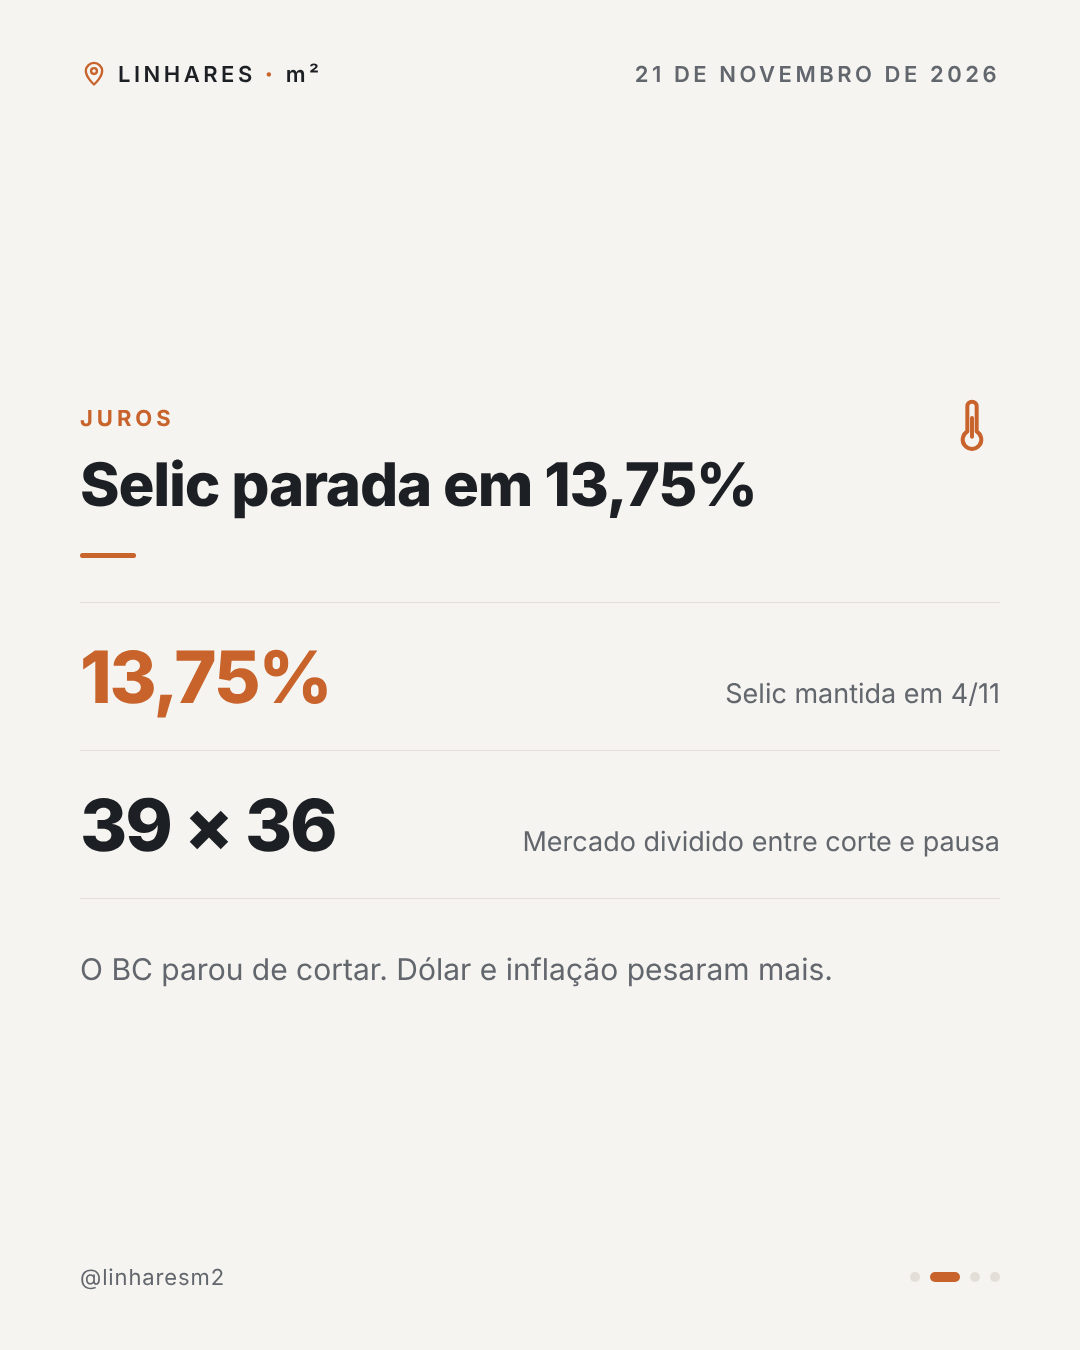 LINHARES · m²
21 DE NOVEMBRO DE 2026
JUROS
Selic parada em 13,75%
13,75%
Selic mantida em 4/11
39 × 36
Mercado dividido entre corte e pausa
O BC parou de cortar. Dólar e inflação pesaram mais.
@linharesm2